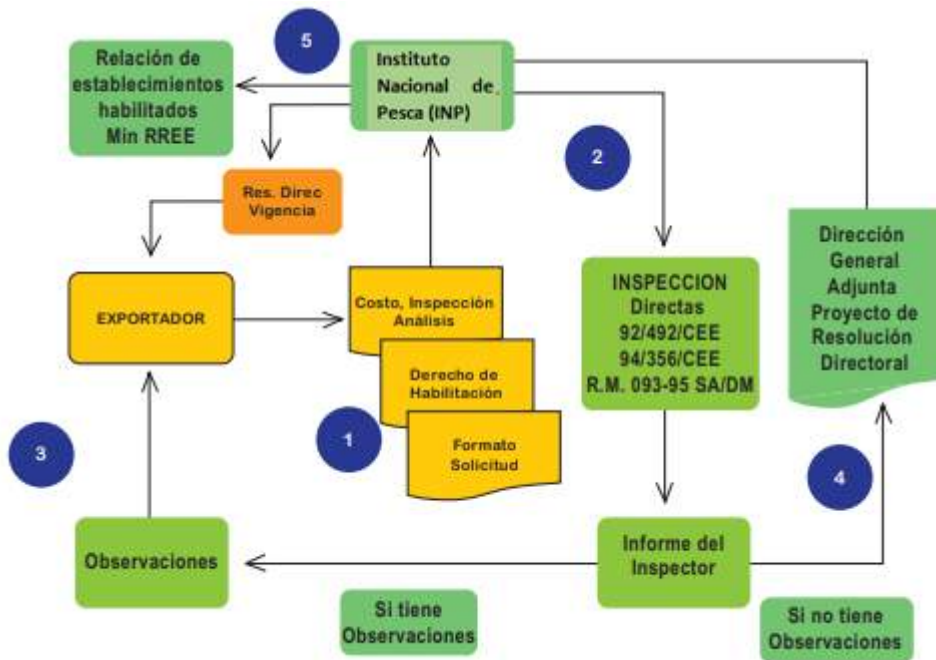 5
Relación de
establecimientos
habilitados
Min RREE
Instituto
Nacional de.
Pesca (INP)
2
Res. Direc
Vigencia
EXPORTADOR
Costo, Inspección
Análisis
Derecho de
Habilitación
Formato
Solicitud
1
INSPECCION
Directas
92/492/CEE
94/356/CEE
R.M. 093-95 SA/DM
Dirección
General
Adjunta
Proyecto de
Resolución
Directoral
3
4
Observaciones
Informe del
Inspector
Si tiene
Observaciones
Si no tiene
Observaciones